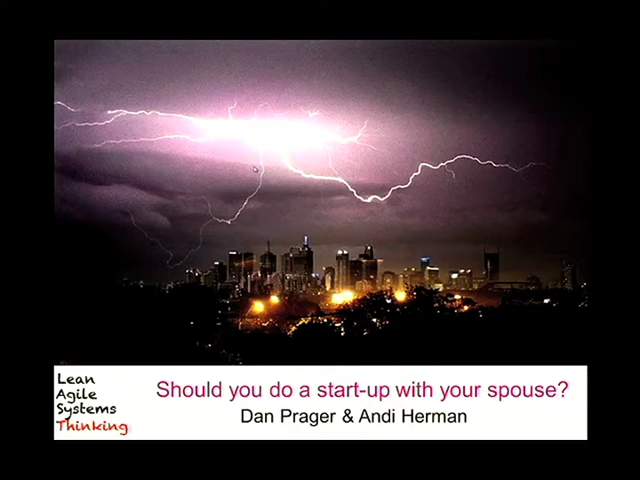 Lean
Agile
Systems
Thinking
Should you do a start-up with your spouse?
Dan Prager & Andi Herman